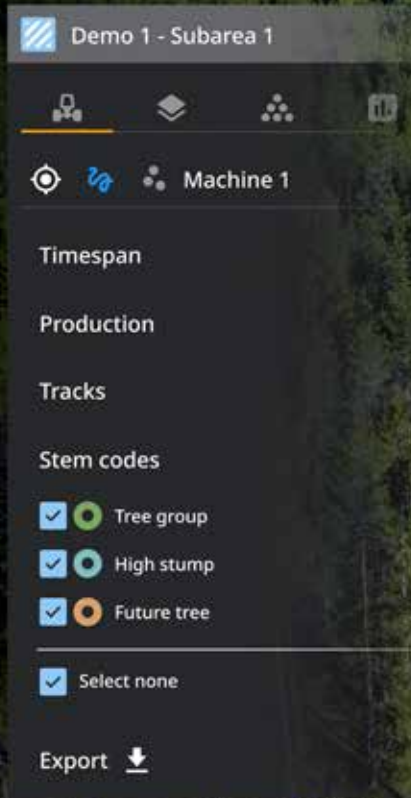 Demo 1 - Subarea 1
Machine 1
Timespan
Production
Tracks
Stem codes
Tree group
High stump
Future tree
Select none
Export